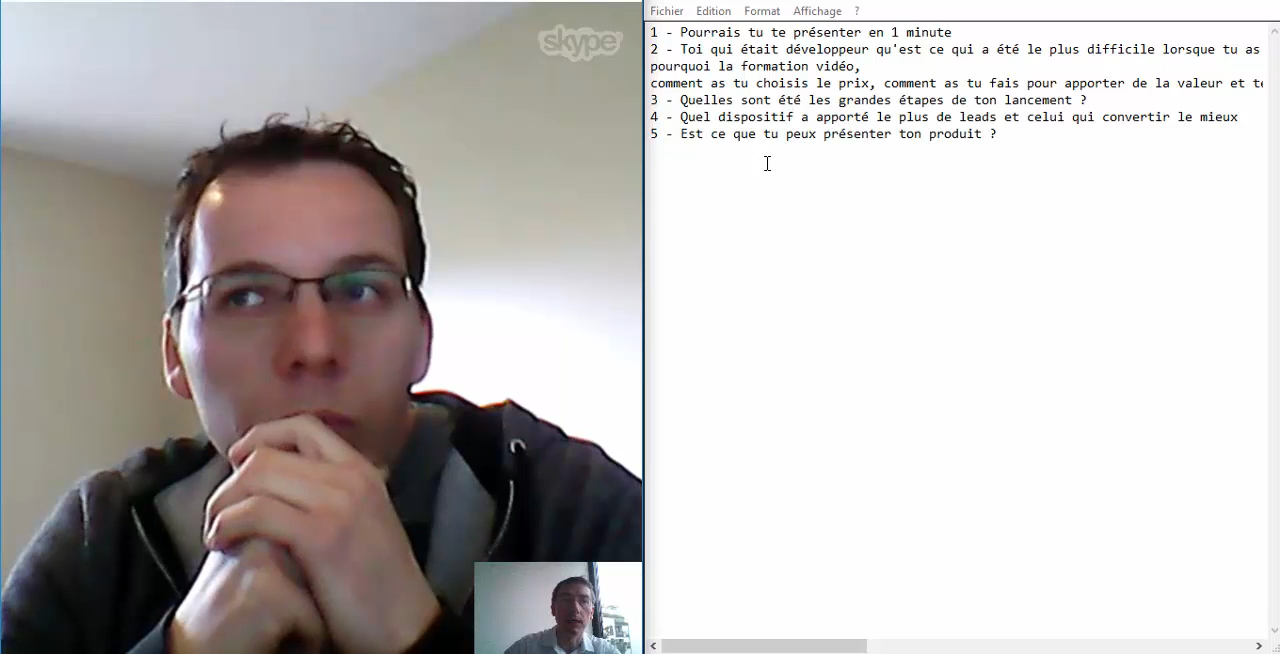 skype
Fichier Edition Format Affichage ?
1 - Pourrais tu te présenter en 1 minute
2 - Toi qui était développeur qu'est ce qui a été le plus difficile lorsque tu as
pourquoi la formation vidéo,
comment as tu choisis le prix, comment as tu fais pour apporter de la valeur et
3 - Quelles sont été les grandes étapes de ton lancement ?
4 - Quel dispositif a apporté le plus de leads et celui qui convertir le mieux
5 - Est ce que tu peux présenter ton produit ?